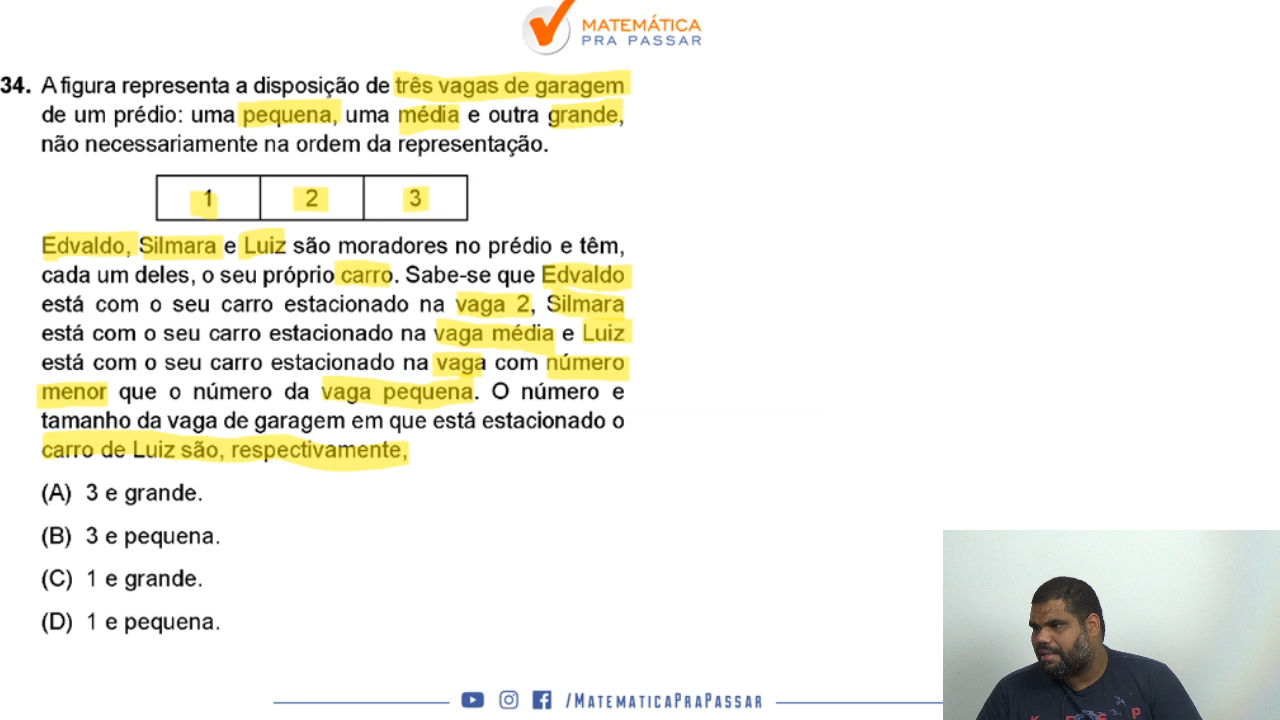 MATEMÁTICA
PRA PASSAR
34. A figura representa a disposição de três vagas de garagem
de um prédio: uma pequena, uma média e outra grande,
não necessariamente na ordem da representação.
1 2 3
Edvaldo, Silmara e Luiz são moradores no prédio e têm,
cada um deles, o seu próprio carro. Sabe-se que Edvaldo
está com o seu carro estacionado na vaga 2, Silmara
está com o seu carro estacionado na vaga média e Luiz
está com o seu carro estacionado na vaga com número
menor que o número da vaga pequena. O número e
tamanho da vaga de garagem em que está estacionado o
carro de Luiz são, respectivamente,
(A) 3 e grande.
(B) 3 e pequena.
(C) 1 e grande.
(D) 1 e pequena.
/MATEMATICAPRAPASSAR